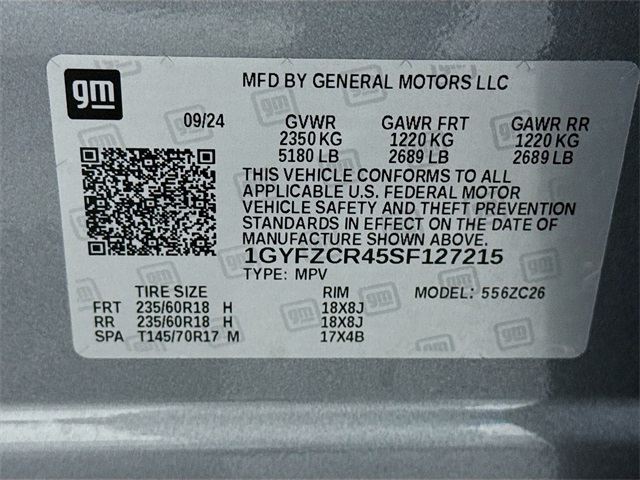 gm
MFD BY GENERAL MOTORS LLC
09/24 GVWR GAWR FRT GAWR RR
2350 KG 1220 KG 1220 KG
5180 LB 2689 LB 2689 LB
THIS VEHICLE CONFORMS TO ALL
APPLICABLE U.S. FEDERAL MOTOR
VEHICLE SAFETY AND THEFT PREVENTION
STANDARDS IN EFFECT ON THE DATE OF
MANUFACTURE SHOWN ABOVE.
1GYFZCR45SF127215
TYPE: MPV
TIRE SIZE RIM MODEL: 556ZC26
FRT 235/60R18 H 18X8J
RR 235/60R18 H 18X8J
SPA T145/70R17 M 17X4B